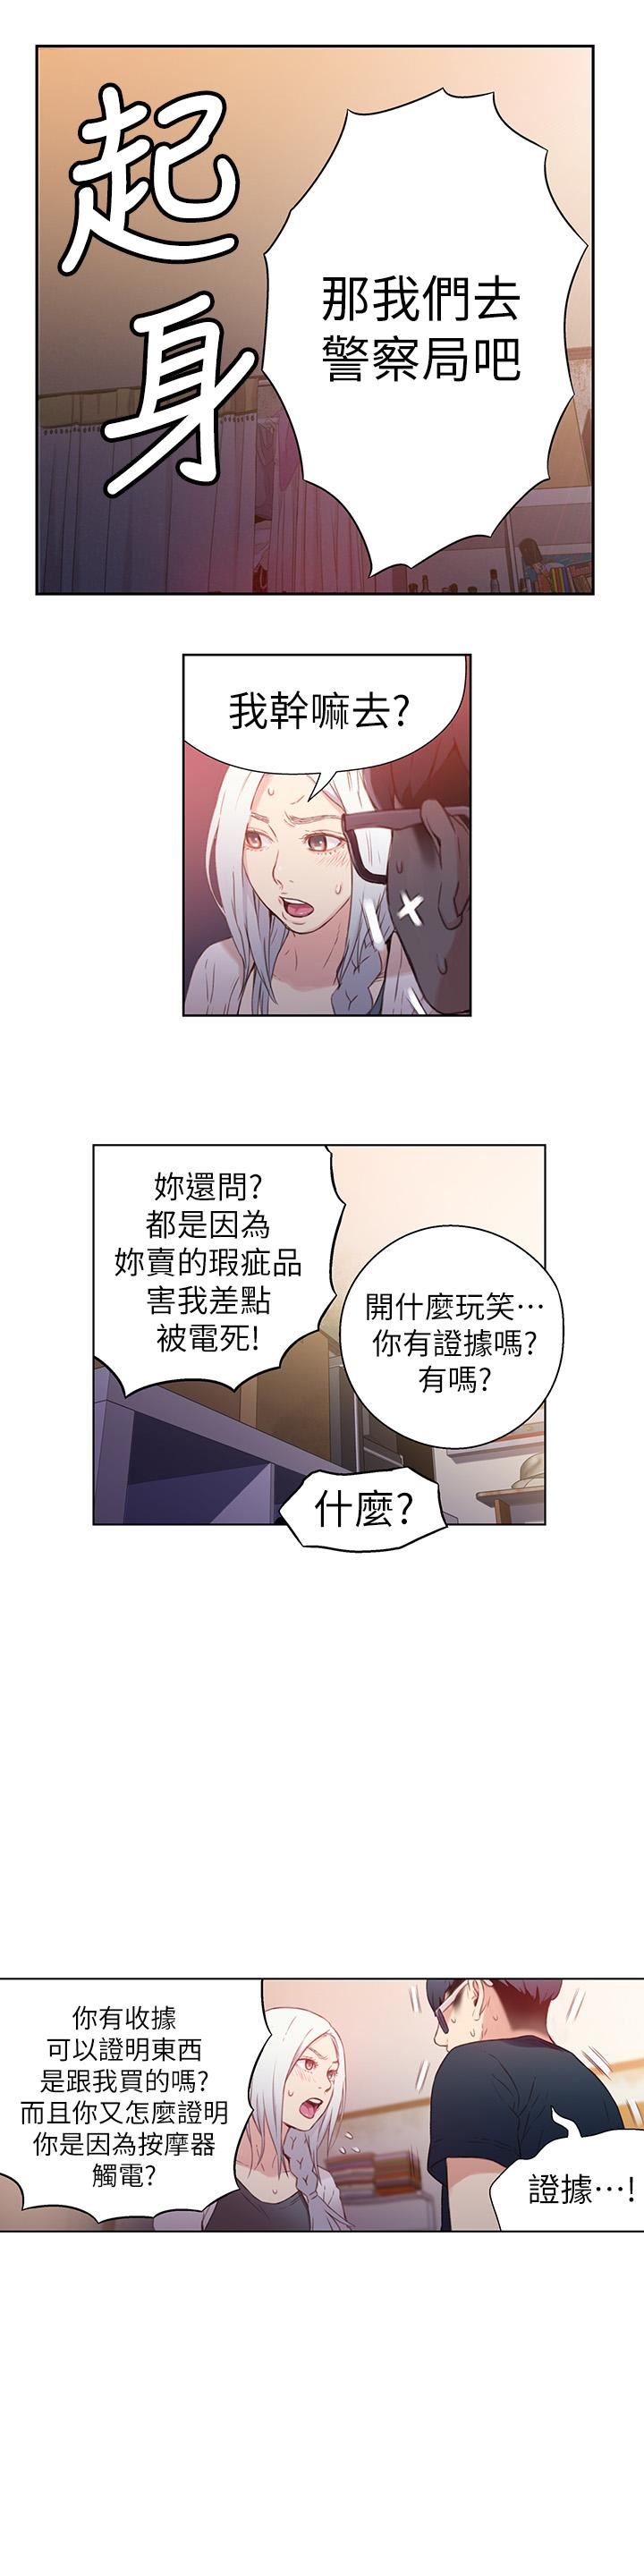 起身
那我們去
警察局吧
我幹嘛去?
妳還問?
都是因為
妳賣的瑕疵品
害我差點
被電死!
開什麼玩笑⋯
你有證據嗎?
有嗎?
什麼?
你有收據
可以證明東西
是跟我買的嗎?
而且你又怎麼證明
你是因為按摩器
觸電?
證據⋯!